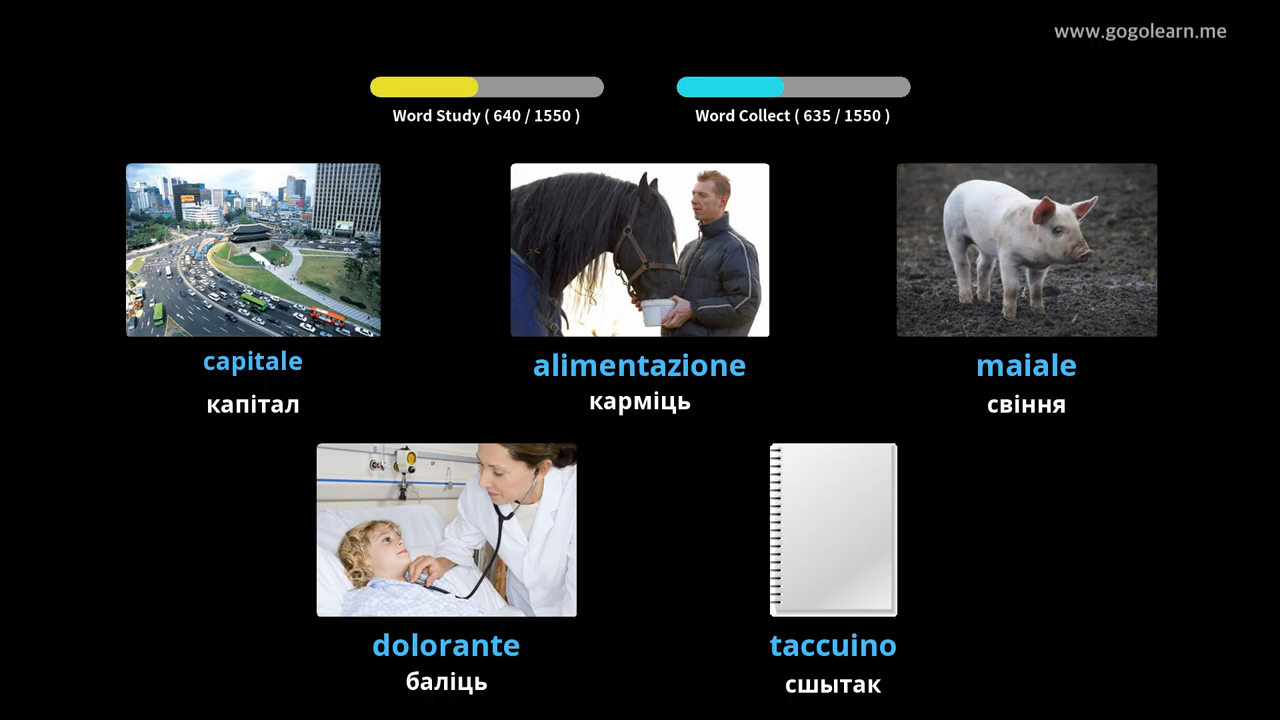 www.gogolearn.me
Word Study ( 640 / 1550 )
Word Collect ( 635 / 1550 )
capitale
капітал
alimentazione
карміць
maiale
свіння
dolorante
баліць
taccuino
сшытак